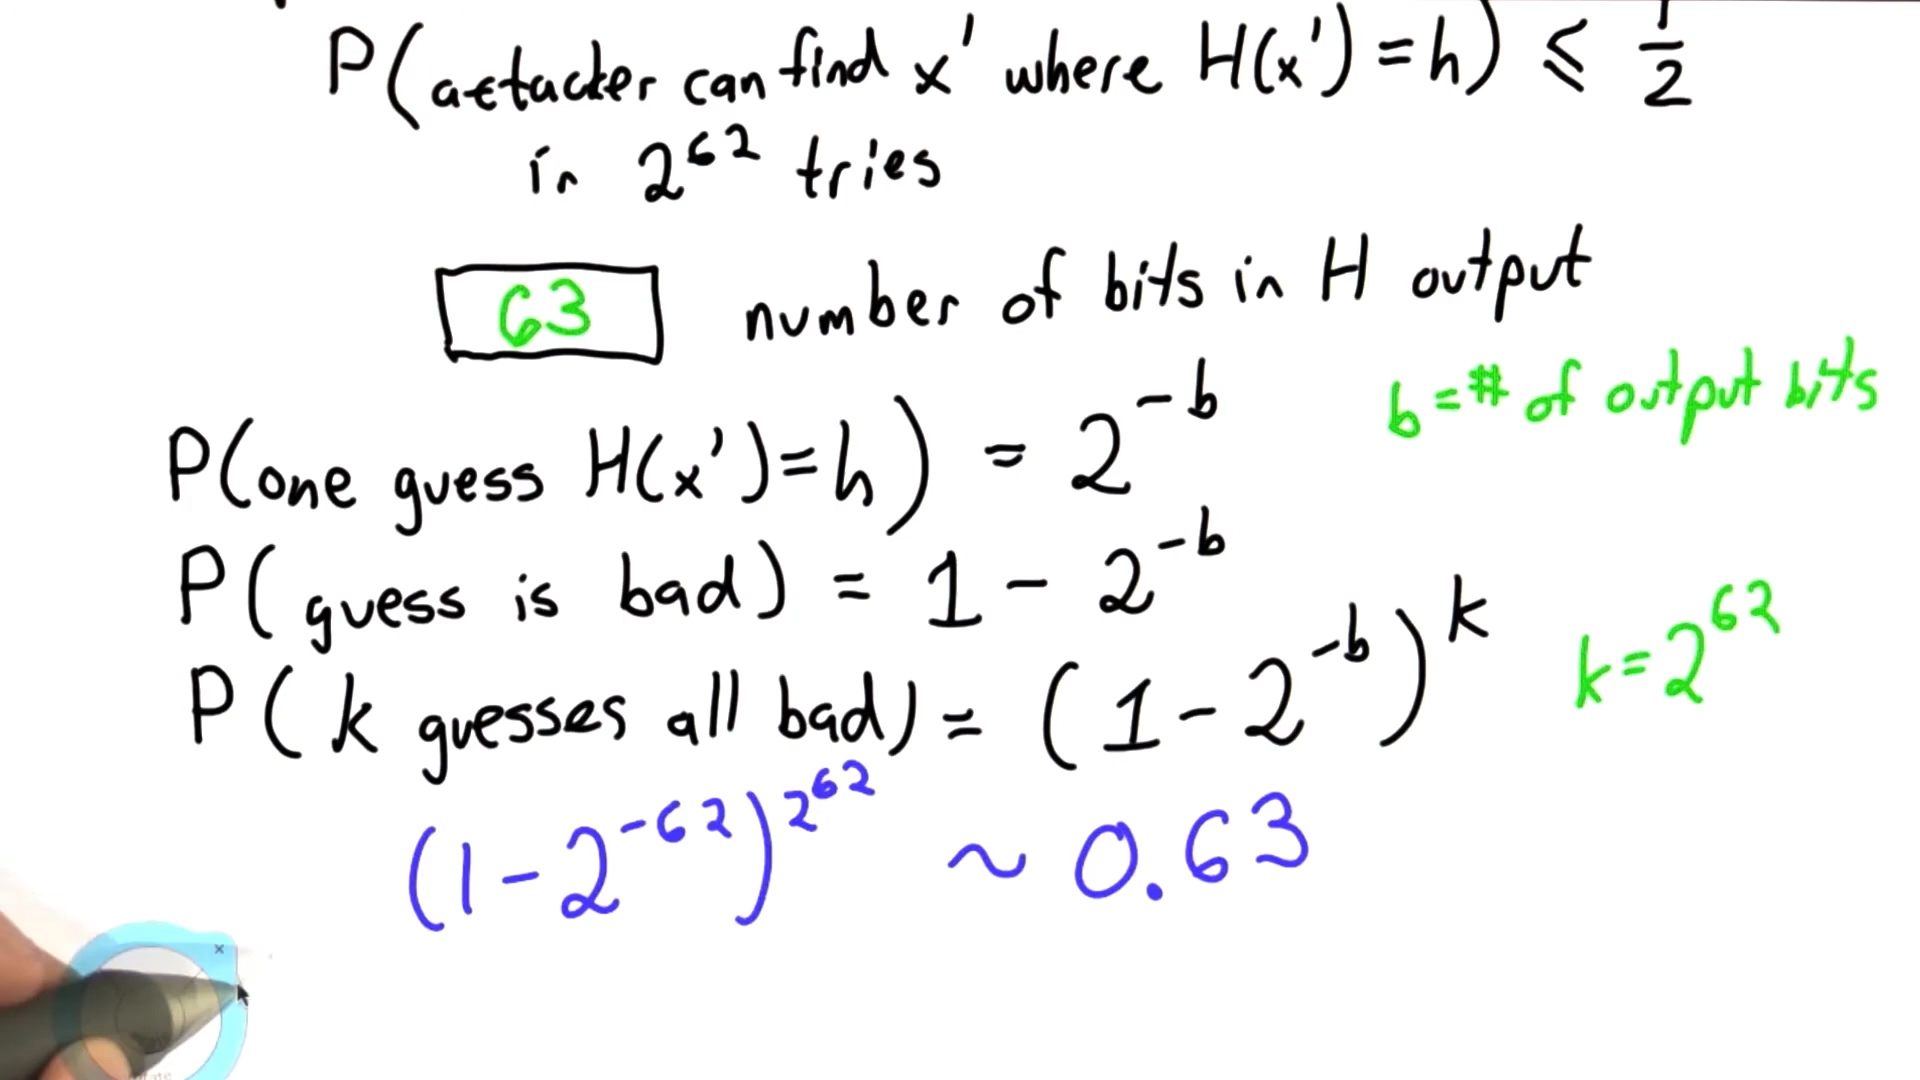 P(attacker can find x' where H(x') = h) ≤ 1/2
in 2^62 tries
63 number of bits in H output
b = # of output bits
P(one guess H(x') = h) = 2^-b
P(guess is bad) = 1 - 2^-b
P(k guesses all bad) = (1 - 2^-b)^k k = 2^62
(1 - 2^-62)^2^62 ~ 0.63